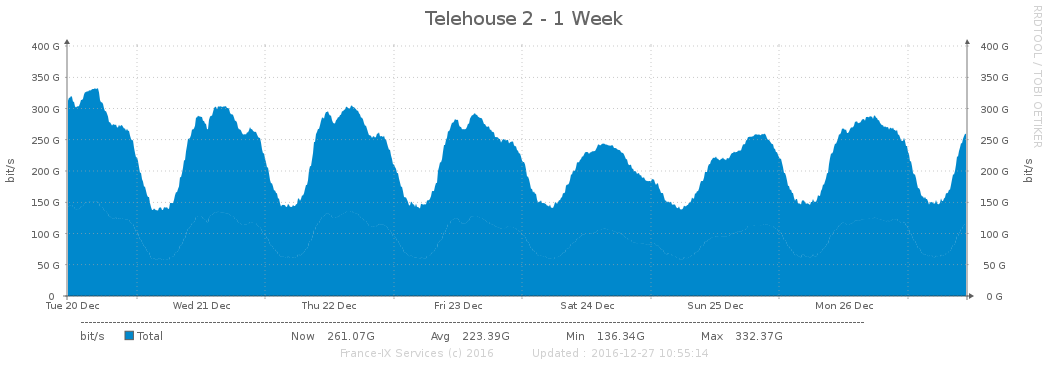 Telehouse 2 - 1 Week
RRDTOOL / TOBI OETIKER
bit/s
400 G 400 G
350 G 350 G
300 G 300 G
250 G 250 G
200 G 200 G
150 G 150 G
100 G 100 G
50 G 50 G
0 0 G
bit/s
Tue 20 Dec Wed 21 Dec Thu 22 Dec Fri 23 Dec Sat 24 Dec Sun 25 Dec Mon 26 Dec
bit/s Total Now 261.07G Avg 223.39G Min 136.34G Max 332.37G
France-IX Services (c) 2016 Updated : 2016-12-27 10:55:14